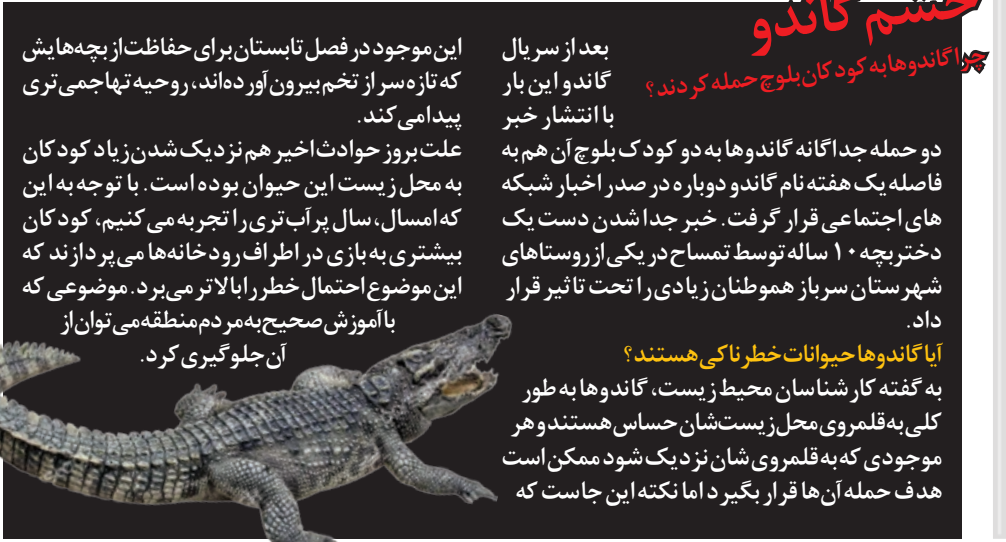 خشم گاندو
چرا گاندوها به کودکان بلوچ حمله کردند؟
بعد از سریال
گاندو این بار
با انتشار خبر
دو حمله جداگانه گاندوها به دو کودک بلوچ آن هم به
فاصله یک هفته نام گاندو دوباره در صدر اخبار شبکه
های اجتماعی قرار گرفت. خبر جدا شدن دست یک
دختربچه ۱۰ ساله توسط تمساح در یکی از روستاهای
شهرستان سرباز هموطنان زیادی را تحت تاثیر قرار
داد.
آیا گاندوها حیوانات خطرناکی هستند؟
به گفته کارشناسان محیط زیست، گاندوها به طور
کلی به قلمروی محل زیست‌شان حساس هستند و هر
موجودی که به قلمروی شان نزدیک شود ممکن است
هدف حمله آن‌ها قرار بگیرد اما نکته این جاست که
این موجود در فصل تابستان برای حفاظت از بچه‌هایش
که تازه سر از تخم بیرون آورده‌اند، روحیه تهاجمی تری
پیدا می‌کند.
علت بروز حوادث اخیر هم نزدیک شدن زیاد کودکان
به محل زیست این حیوان بوده است. با توجه به این
که امسال، سال پرآب‌تری را تجربه می کنیم، کودکان
بیشتری به بازی در اطراف رودخانه‌ها می‌پردازند که
این موضوع احتمال خطر را بالاتر می‌برد. موضوعی که
با آموزش صحیح به مردم منطقه می‌توان از
آن جلوگیری کرد.